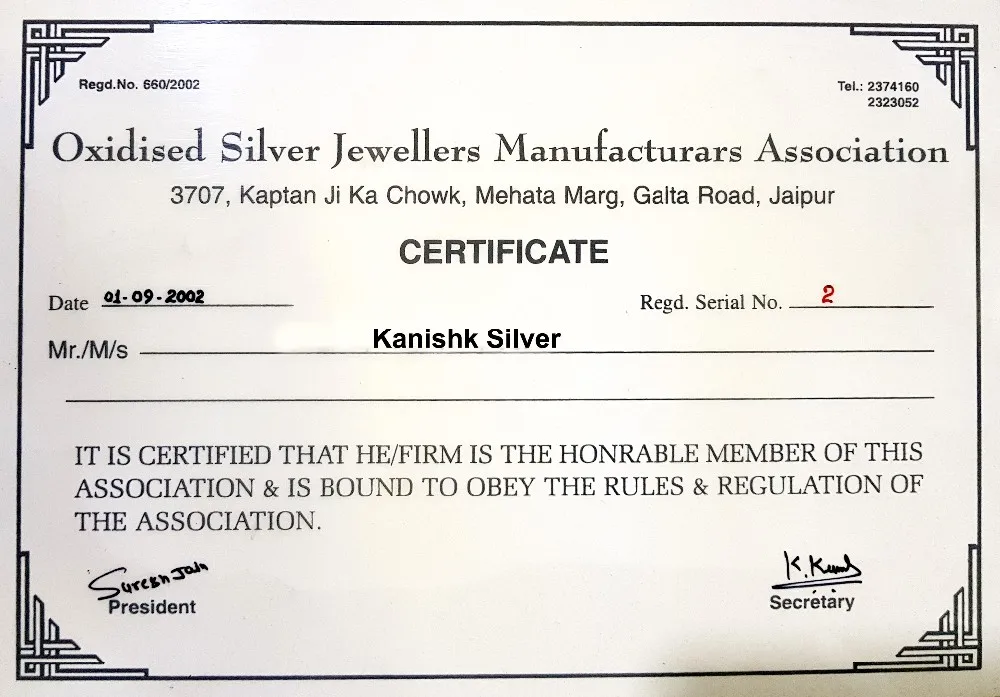 Regd.No. 660/2002
Tel.: 2374160
2323052
Oxidised Silver Jewellers Manufacturars Association
3707, Kaptan Ji Ka Chowk, Mehata Marg, Galta Road, Jaipur
CERTIFICATE
Date 01-09-2002 Regd. Serial No. 2
Mr./M/s Kanishk Silver
IT IS CERTIFIED THAT HE/FIRM IS THE HONRABLE MEMBER OF THIS
ASSOCIATION & IS BOUND TO OBEY THE RULES & REGULATION OF
THE ASSOCIATION.
Suresh Jain
K.
President
Secretary